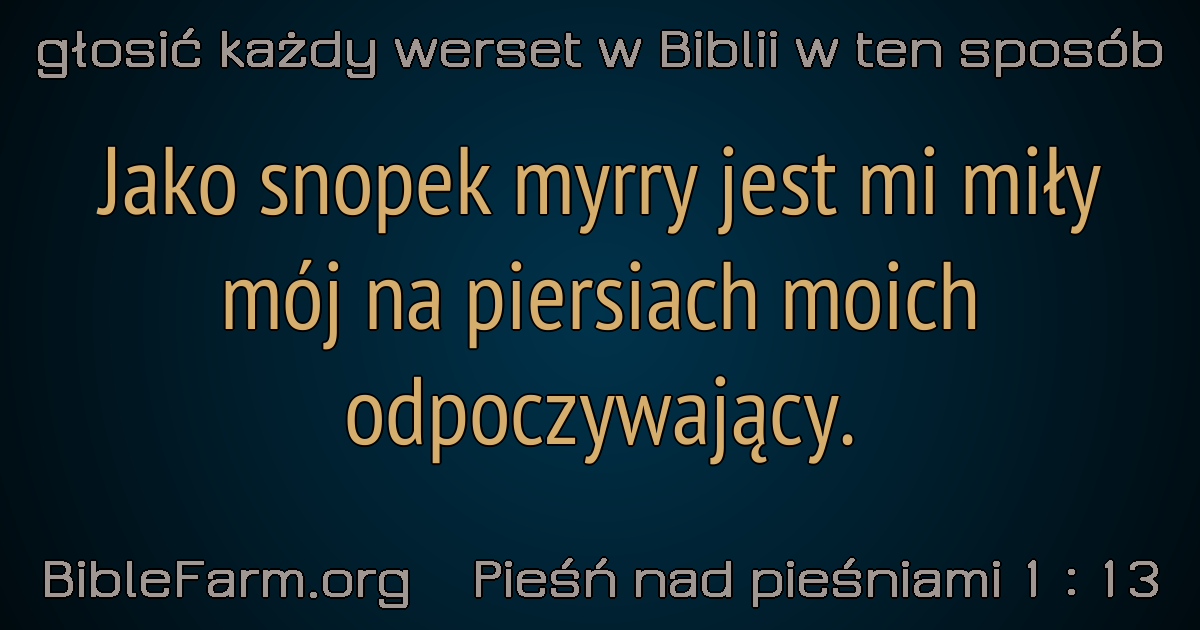 głosić każdy werset w Biblii w ten sposób
Jako snopek myrry jest mi miły
mój na piersiach moich
odpoczywający.
BibleFarm.org Pieśń nad pieśniami 1 : 13